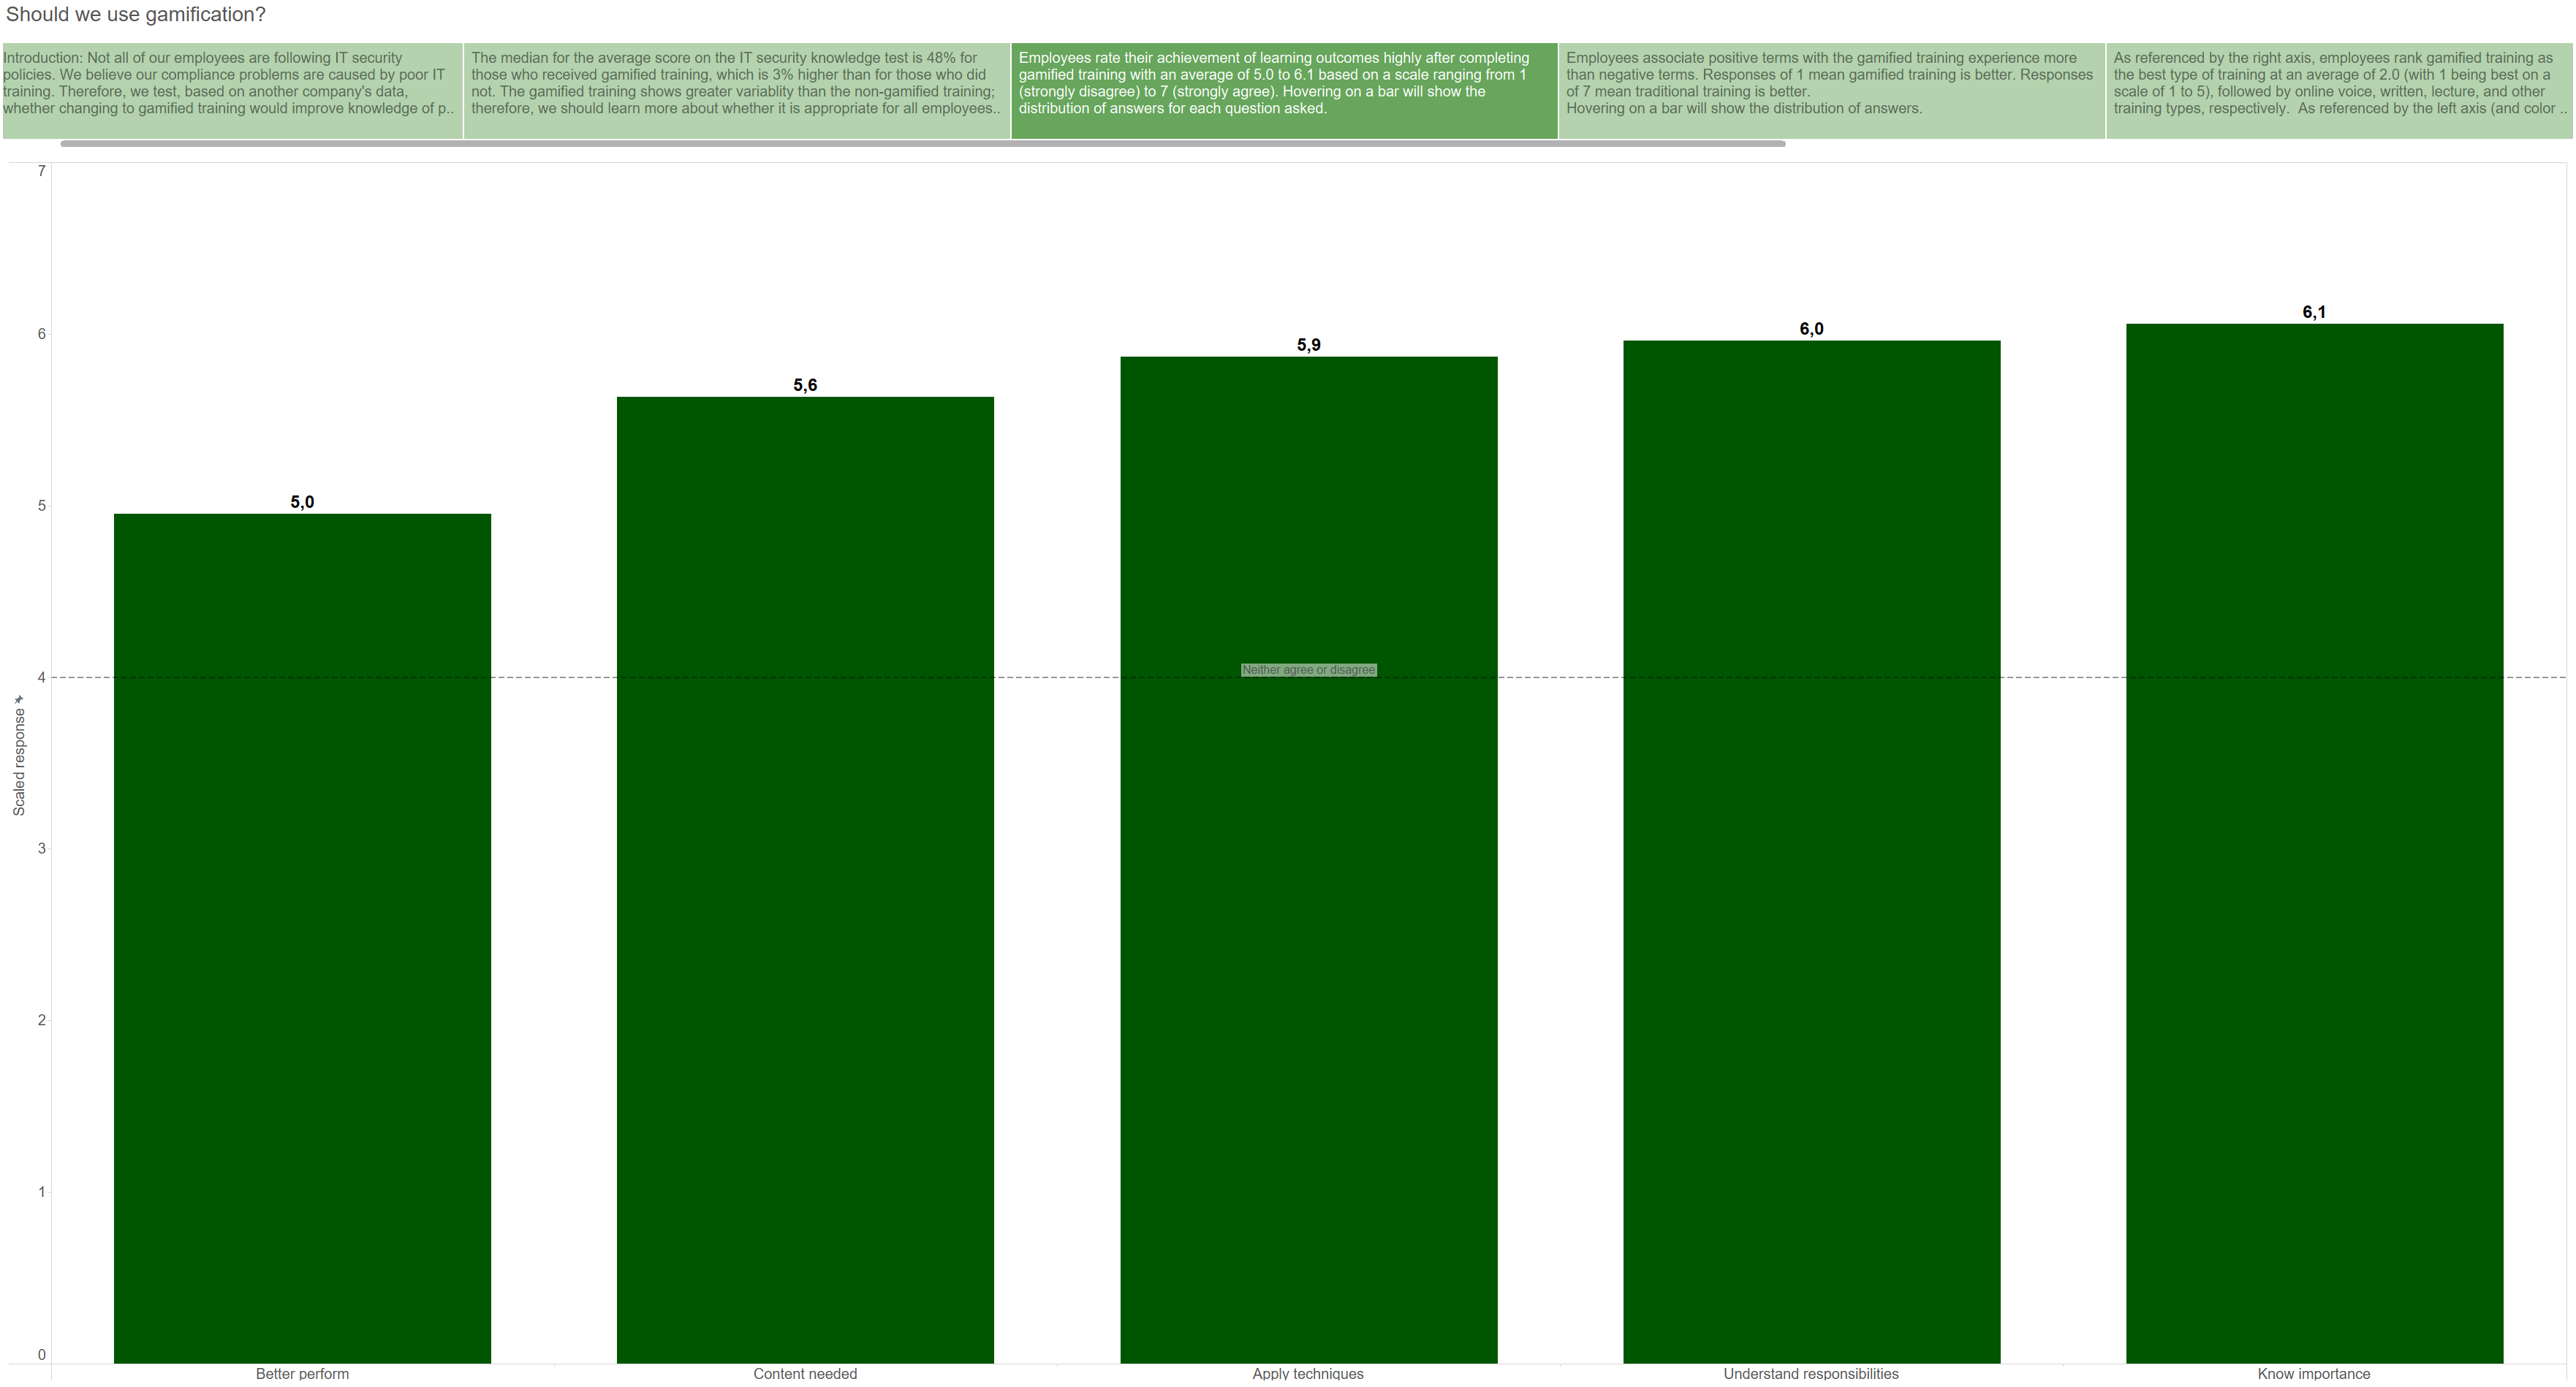 Should we use gamification?
Introduction: Not all of our employees are following IT security
policies. We believe our compliance problems are caused by poor IT
training. Therefore, we test, based on another company's data,
whether changing to gamified training would improve knowledge of p..
The median for the average score on the IT security knowledge test is 48% for
those who received gamified training, which is 3% higher than for those who did
not. The gamified training shows greater variablity than the non-gamified training;
therefore, we should learn more about whether it is appropriate for all employees..
Employees rate their achievement of learning outcomes highly after completing
gamified training with an average of 5.0 to 6.1 based on a scale ranging from 1
(strongly disagree) to 7 (strongly agree). Hovering on a bar will show the
distribution of answers for each question asked.
Employees associate positive terms with the gamified training experience more
than negative terms. Responses of 1 mean gamified training is better. Responses
of 7 mean traditional training is better.
Hovering on a bar will show the distribution of answers.
As referenced by the right axis, employees rank gamified training as
the best type of training at an average of 2.0 (with 1 being best on a
scale of 1 to 5), followed by online voice, written, lecture, and other
training types, respectively.  As referenced by the left axis (and color ..
7
6
5
4
3
2
1
0
Scaled response
5,0
5,6
5,9
6,0
6,1
Neither agree or disagree
Better perform
Content needed
Apply techniques
Understand responsibilities
Know importance